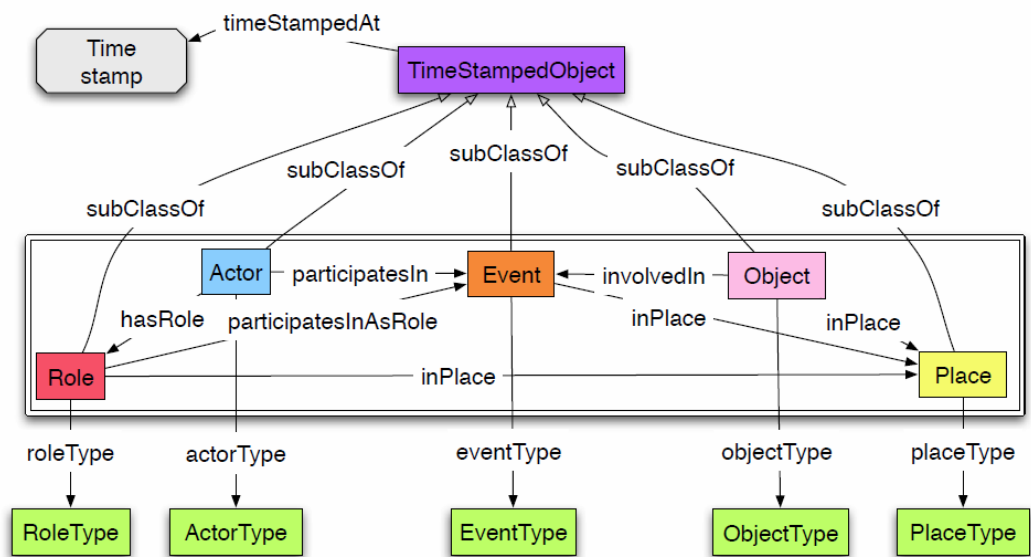 timeStampedAt
Time
stamp
TimeStampedObject
subClassOf
subClassOf
subClassOf
subClassOf
subClassOf
Actor
participatesIn
Event
involvedIn
Object
hasRole
participatesInAsRole
inPlace
inPlace
Role
inPlace
Place
roleType
actorType
eventType
objectType
placeType
RoleType
ActorType
EventType
ObjectType
PlaceType